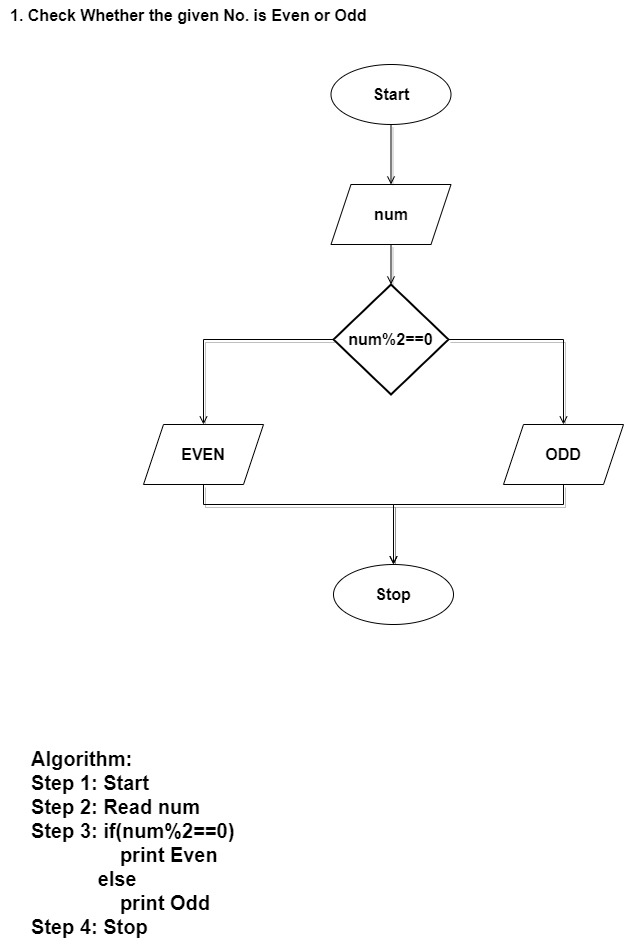 1. Check Whether the given No. is Even or Odd
Start
num
num%2==0
EVEN
ODD
Stop
Algorithm:
Step 1: Start
Step 2: Read num
Step 3: if(num%2==0)
print Even
else
print Odd
Step 4: Stop